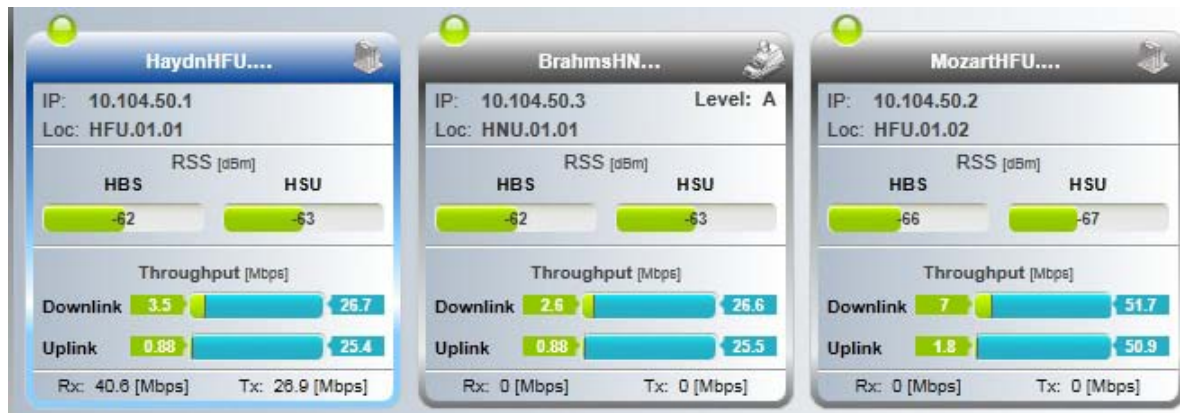 HaydnHFU....
IP: 10.104.50.1
Loc: HFU.01.01
RSS [dBm]
HBS HSU
-62 -63
Throughput [Mbps]
Downlink 3.5 26.7
Uplink 0.88 25.4
Rx: 40.6 [Mbps] Tx: 26.9 [Mbps]
BrahmsHN...
IP: 10.104.50.3 Level: A
Loc: HNU.01.01
RSS [dBm]
HBS HSU
-62 -63
Throughput [Mbps]
Downlink 2.6 26.6
Uplink 0.88 25.5
Rx: 0 [Mbps] Tx: 0 [Mbps]
MozartHFU....
IP: 10.104.50.2
Loc: HFU.01.02
RSS [dBm]
HBS HSU
-66 -67
Throughput [Mbps]
Downlink 7 51.7
Uplink 1.8 50.9
Rx: 0 [Mbps] Tx: 0 [Mbps]